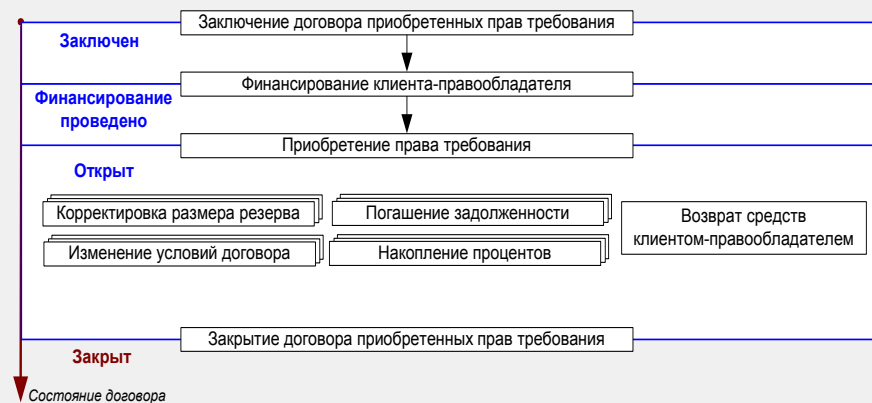 Заключение договора приобретенных прав требования
Заключен
Финансирование клиента-правообладателя
Финансирование
проведено
Приобретение права требования
Открыт
Корректировка размера резерва
Погашение задолженности
Возврат средств
клиентом-правообладателем
Изменение условий договора
Накопление процентов
Закрытие договора приобретенных прав требования
Закрыт
Состояние договора